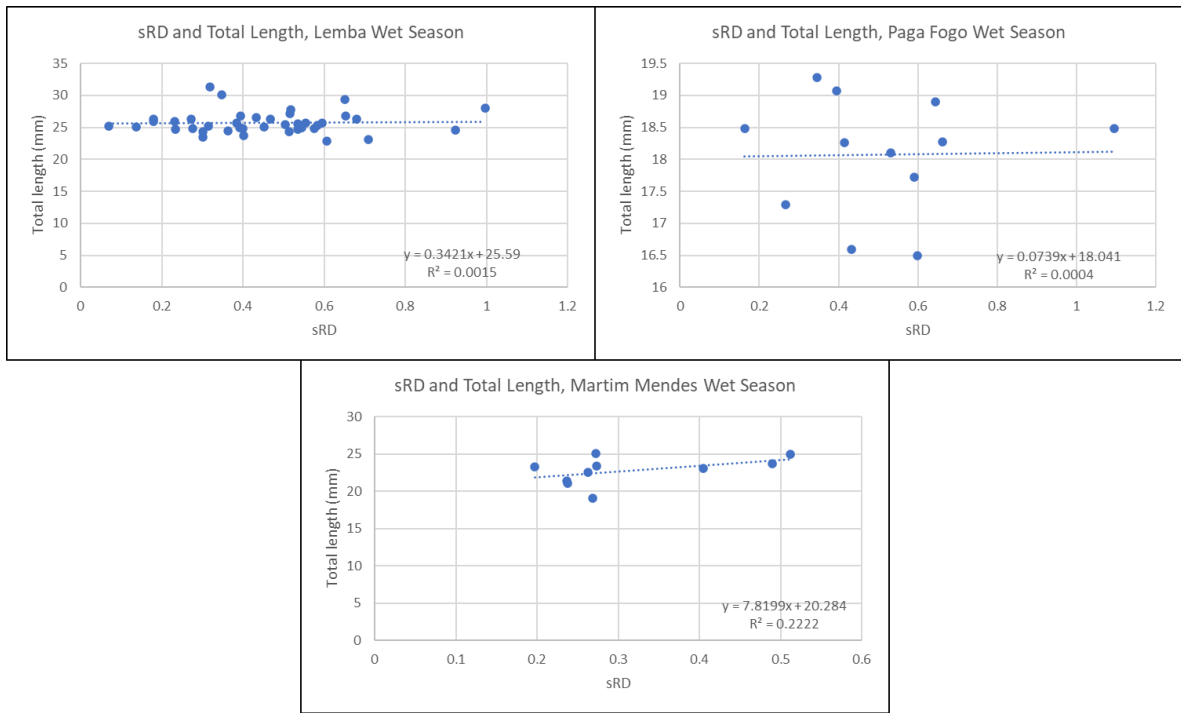 sRD and Total Length, Lemba Wet Season
35
30
25
20
15
10
5
0
Total length (mm)
y = 0.3421x + 25.59
R² = 0.0015
0 0.2 0.4 0.6 0.8 1 1.2
sRD
sRD and Total Length, Paga Fogo Wet Season
19.5
19
18.5
18
17.5
17
16.5
16
Total length (mm)
y = 0.0739x + 18.041
R² = 0.0004
0 0.2 0.4 0.6 0.8 1 1.2
sRD
sRD and Total Length, Martim Mendes Wet Season
30
25
20
15
10
5
0
Total length (mm)
y = 7.8199x + 20.284
R² = 0.2222
0 0.1 0.2 0.3 0.4 0.5 0.6
sRD